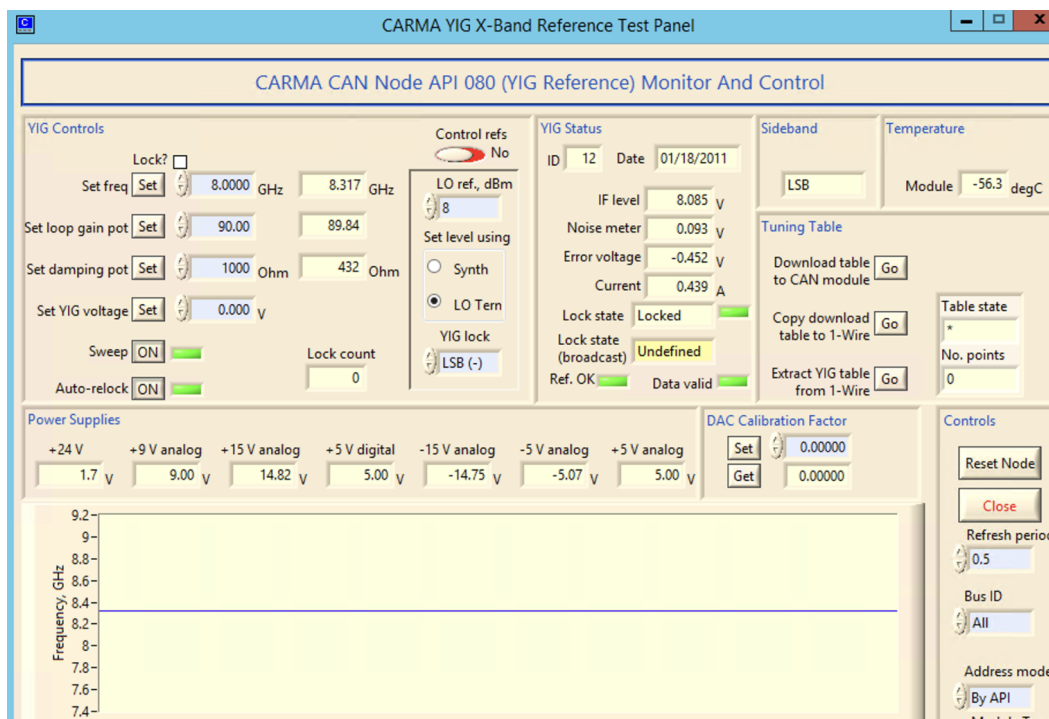 CARMA YIG X-Band Reference Test Panel
CARMA CAN Node API 080 (YIG Reference) Monitor And Control
YIG Controls
Control refs
No
Lock?
Set freq Set 8.0000 GHz 8.317 GHz
Set loop gain pot Set 90.00 89.84
Set damping pot Set 1000 Ohm 432 Ohm
Set YIG voltage Set 0.000 V
Sweep ON
Auto-relock ON
Lock count
0
LO ref., dBm
8
Set level using
Synth
LO Tern
YIG lock
LSB (-)
YIG Status
ID 12 Date 01/18/2011
IF level 8.085 V
Noise meter 0.093 V
Error voltage -0.452 V
Current 0.439 A
Lock state Locked
Lock state
(broadcast) Undefined
Ref. OK Data valid
Sideband
LSB
Temperature
Module -56.3 degC
Tuning Table
Download table
to CAN module Go
Copy download
table to 1-Wire Go
Extract YIG table
from 1-Wire Go
Table state
*
No. points
0
Power Supplies
+24 V +9 V analog +15 V analog +5 V digital -15 V analog -5 V analog +5 V analog
1.7 V 9.00 V 14.82 V 5.00 V -14.75 V -5.07 V 5.00 V
DAC Calibration Factor
Set 0.00000
Get 0.00000
Controls
Reset Node
Close
Refresh period
0.5
Bus ID
All
Address mode
By API
Frequency, GHz
9.2
9
8.8
8.6
8.4
8.2
8
7.8
7.6
7.4